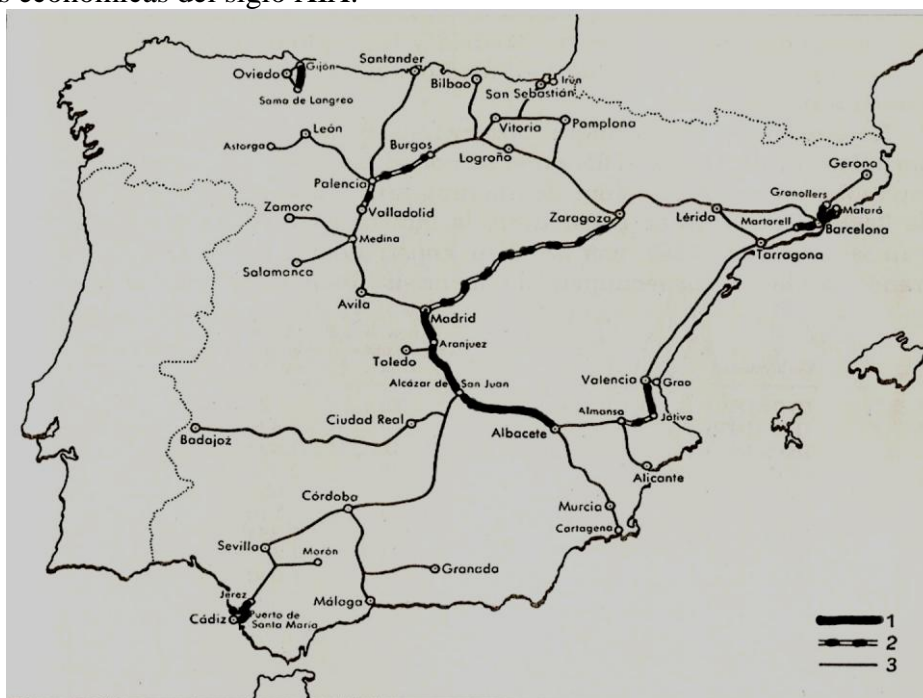 s económicas del siglo XIX.
Gijón
Oviedo
Sama de Langreo
Santander
Bilbao
Irún
San Sebastián
León
Astorga
Vitoria
Pamplona
Burgos
Logroño
Palencia
Gerona
Granollers
Zamora
Valladolid
Zaragoza
Lérida
Martorell
Mataró
Barcelona
Medina
Tarragona
Salamanca
Avila
Madrid
Aranjuez
Toledo
Valencia
Grao
Alcázar de San Juan
Ciudad Real
Almansa
Játiva
Badajoz
Albacete
Alicante
Córdoba
Murcia
Cartagena
Sevilla
Morón
Granada
Jerez
Málaga
Cádiz
Puerto de
Santa María
1
2
3